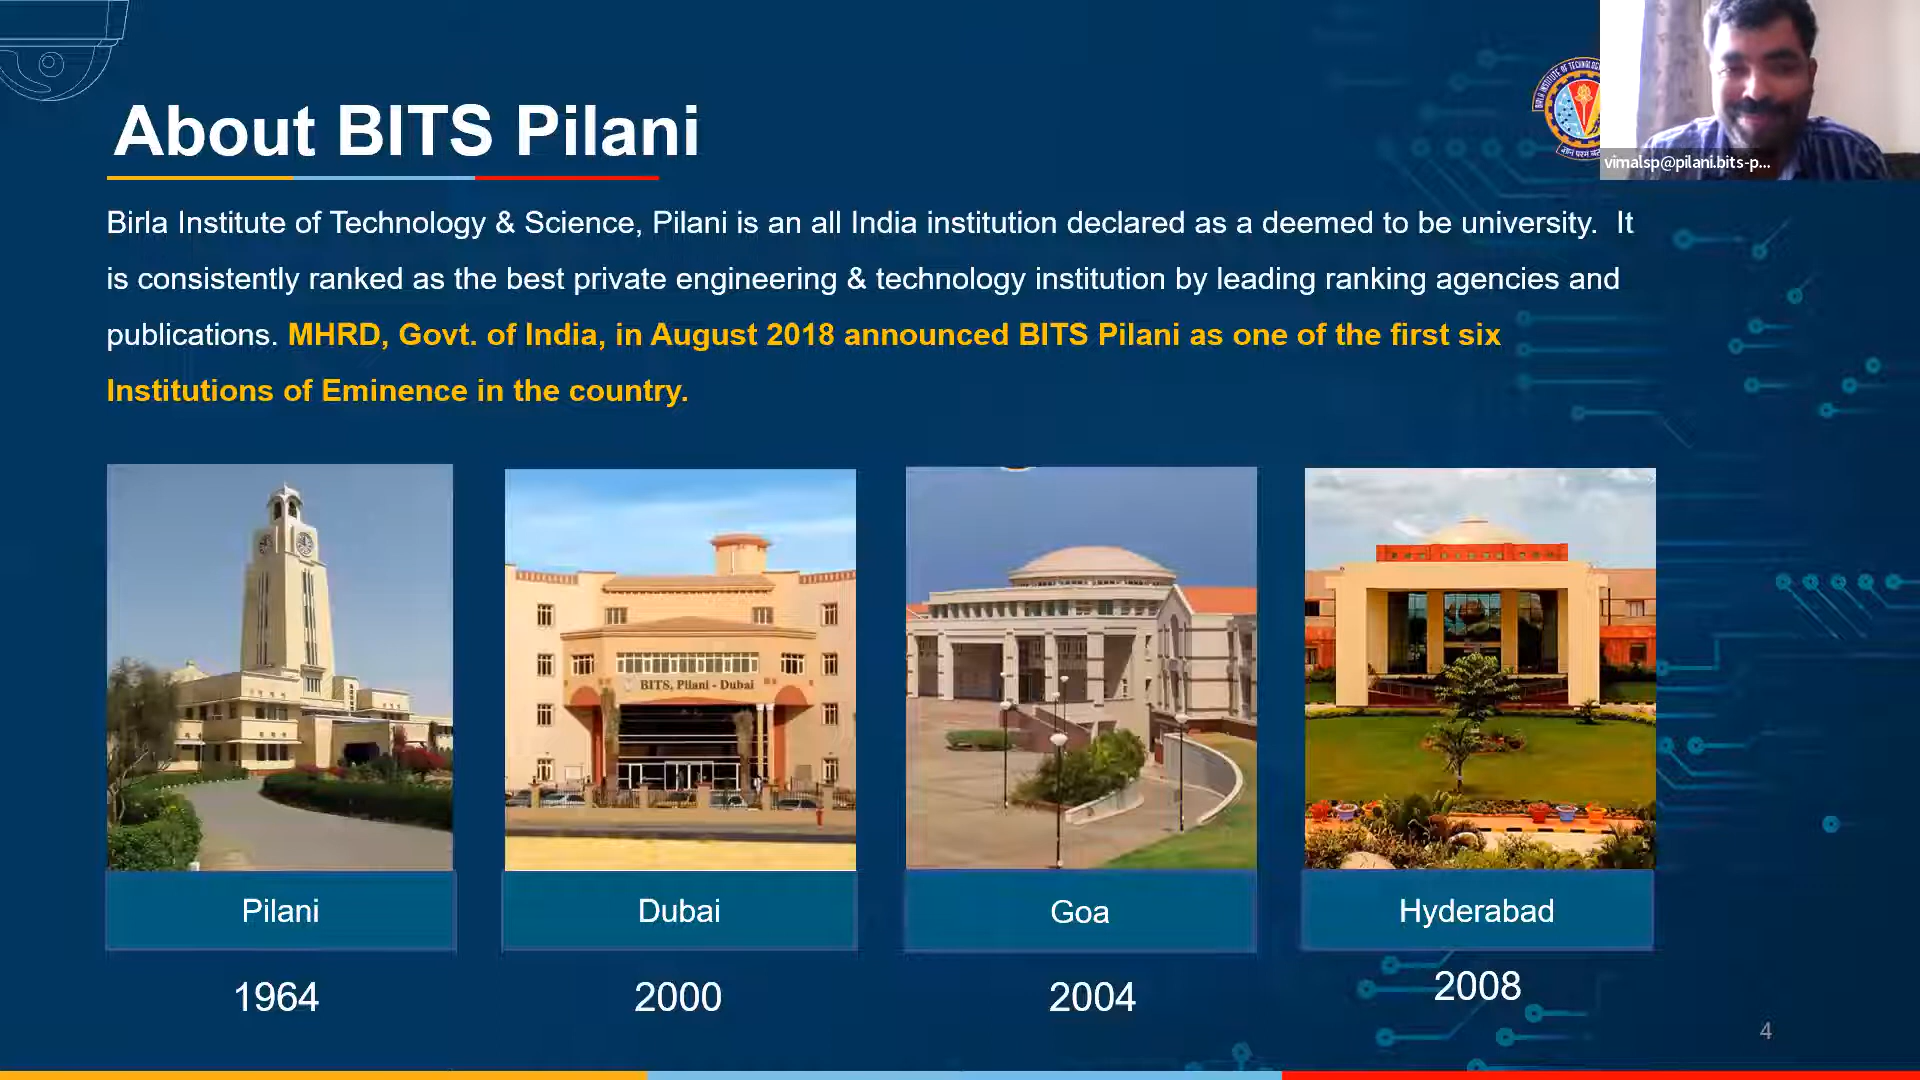 About BITS Pilani
vimalsp@pilani.bits-p...
Birla Institute of Technology & Science, Pilani is an all India institution declared as a deemed to be university. It
is consistently ranked as the best private engineering & technology institution by leading ranking agencies and
publications. MHRD, Govt. of India, in August 2018 announced BITS Pilani as one of the first six
Institutions of Eminence in the country.
BITS, Pilani - Dubai
Pilani
Dubai
Goa
Hyderabad
1964
2000
2004
2008
4